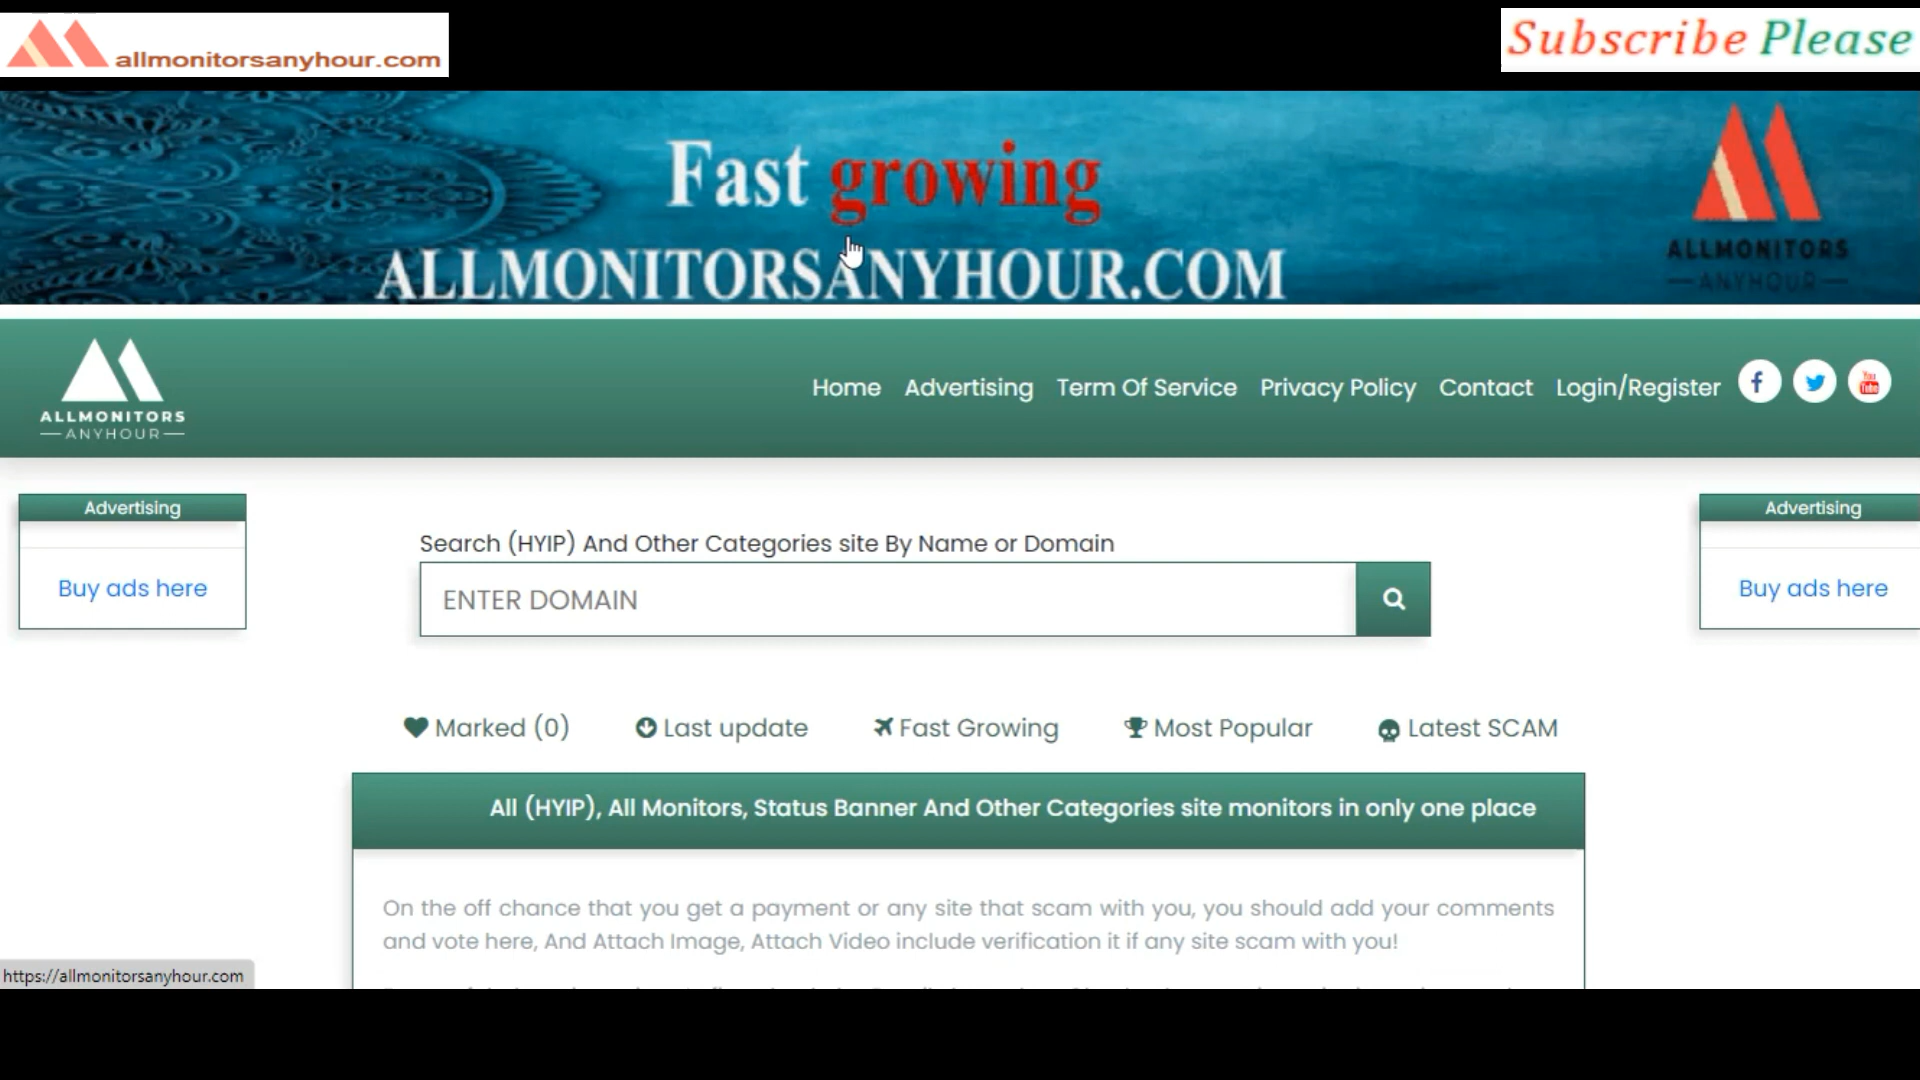 allmonitorsanyhour.com
Subscribe Please
Fast growing
ALLMONITORSANYHOUR.COM
ALLMONITORS
ANYHOUR
ALLMONITORS
ANYHOUR
Home Advertising Term Of Service Privacy Policy Contact Login/Register
You
Tube
Advertising
Buy ads here
Advertising
Buy ads here
Search (HYIP) And Other Categories site By Name or Domain
ENTER DOMAIN
Marked (0) Last update Fast Growing Most Popular Latest SCAM
All (HYIP), All Monitors, Status Banner And Other Categories site monitors in only one place
On the off chance that you get a payment or any site that scam with you, you should add your comments
and vote here, And Attach Image, Attach Video include verification it if any site scam with you!
https://allmonitorsanyhour.com